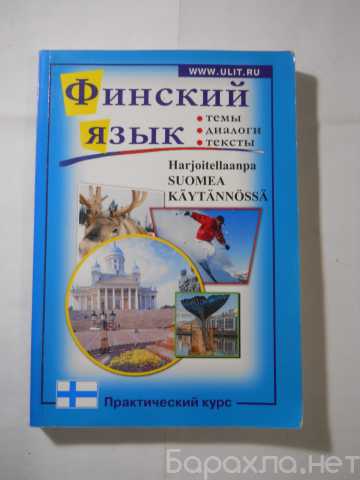 WWW.ULIT.RU
Финский
язык
• темы
• диалоги
• тексты
Harjoitellaanpa
SUOMEA
KÄYTÄNNÖSSÄ
Практический курс
Барахла.нет